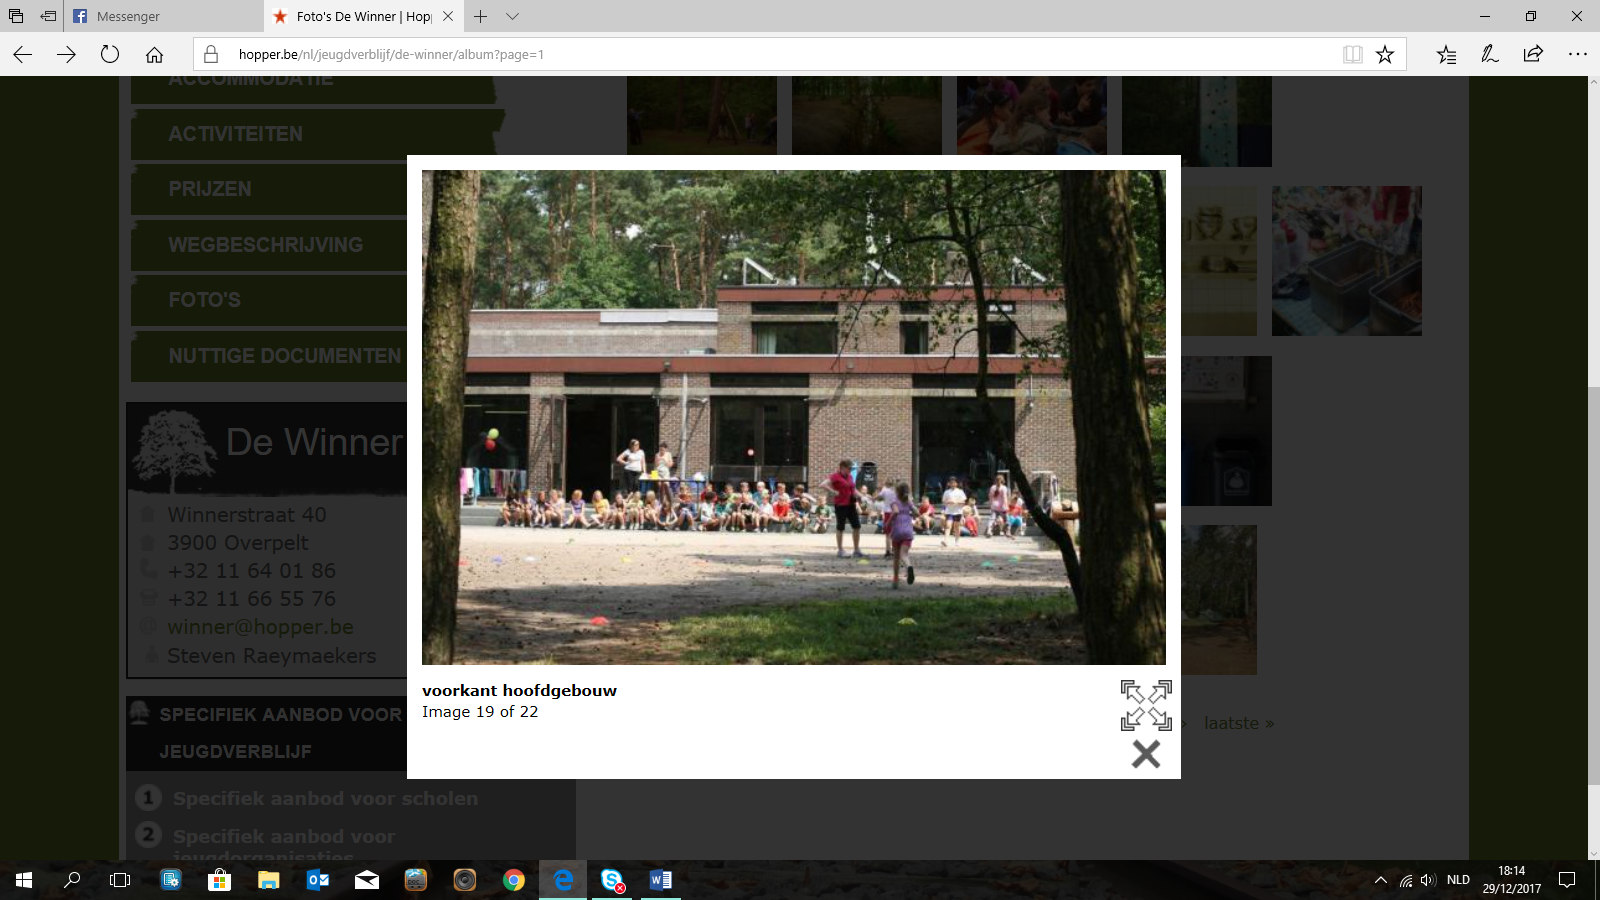 Messenger
Foto's De Winner | Hop
hopper.be/nl/jeugdverblijf/de-winner/album?page=1
ACCOMMODATIE
ACTIVITEITEN
PRIJZEN
WEGBESCHRIJVING
FOTO'S
NUTTIGE DOCUMENTEN
De Winner
Winnerstraat 40
3900 Overpelt
+32 11 64 01 86
+32 11 66 55 76
winner@hopper.be
Steven Raeymaekers
SPECIFIEK AANBOD VOOR
JEUGDVERBLIJF
1 Specifiek aanbod voor scholen
2 Specifiek aanbod voor
jeugdorganisaties
voorkant hoofdgebouw
Image 19 of 22
› laatste »
NLD
18:14
29/12/2017